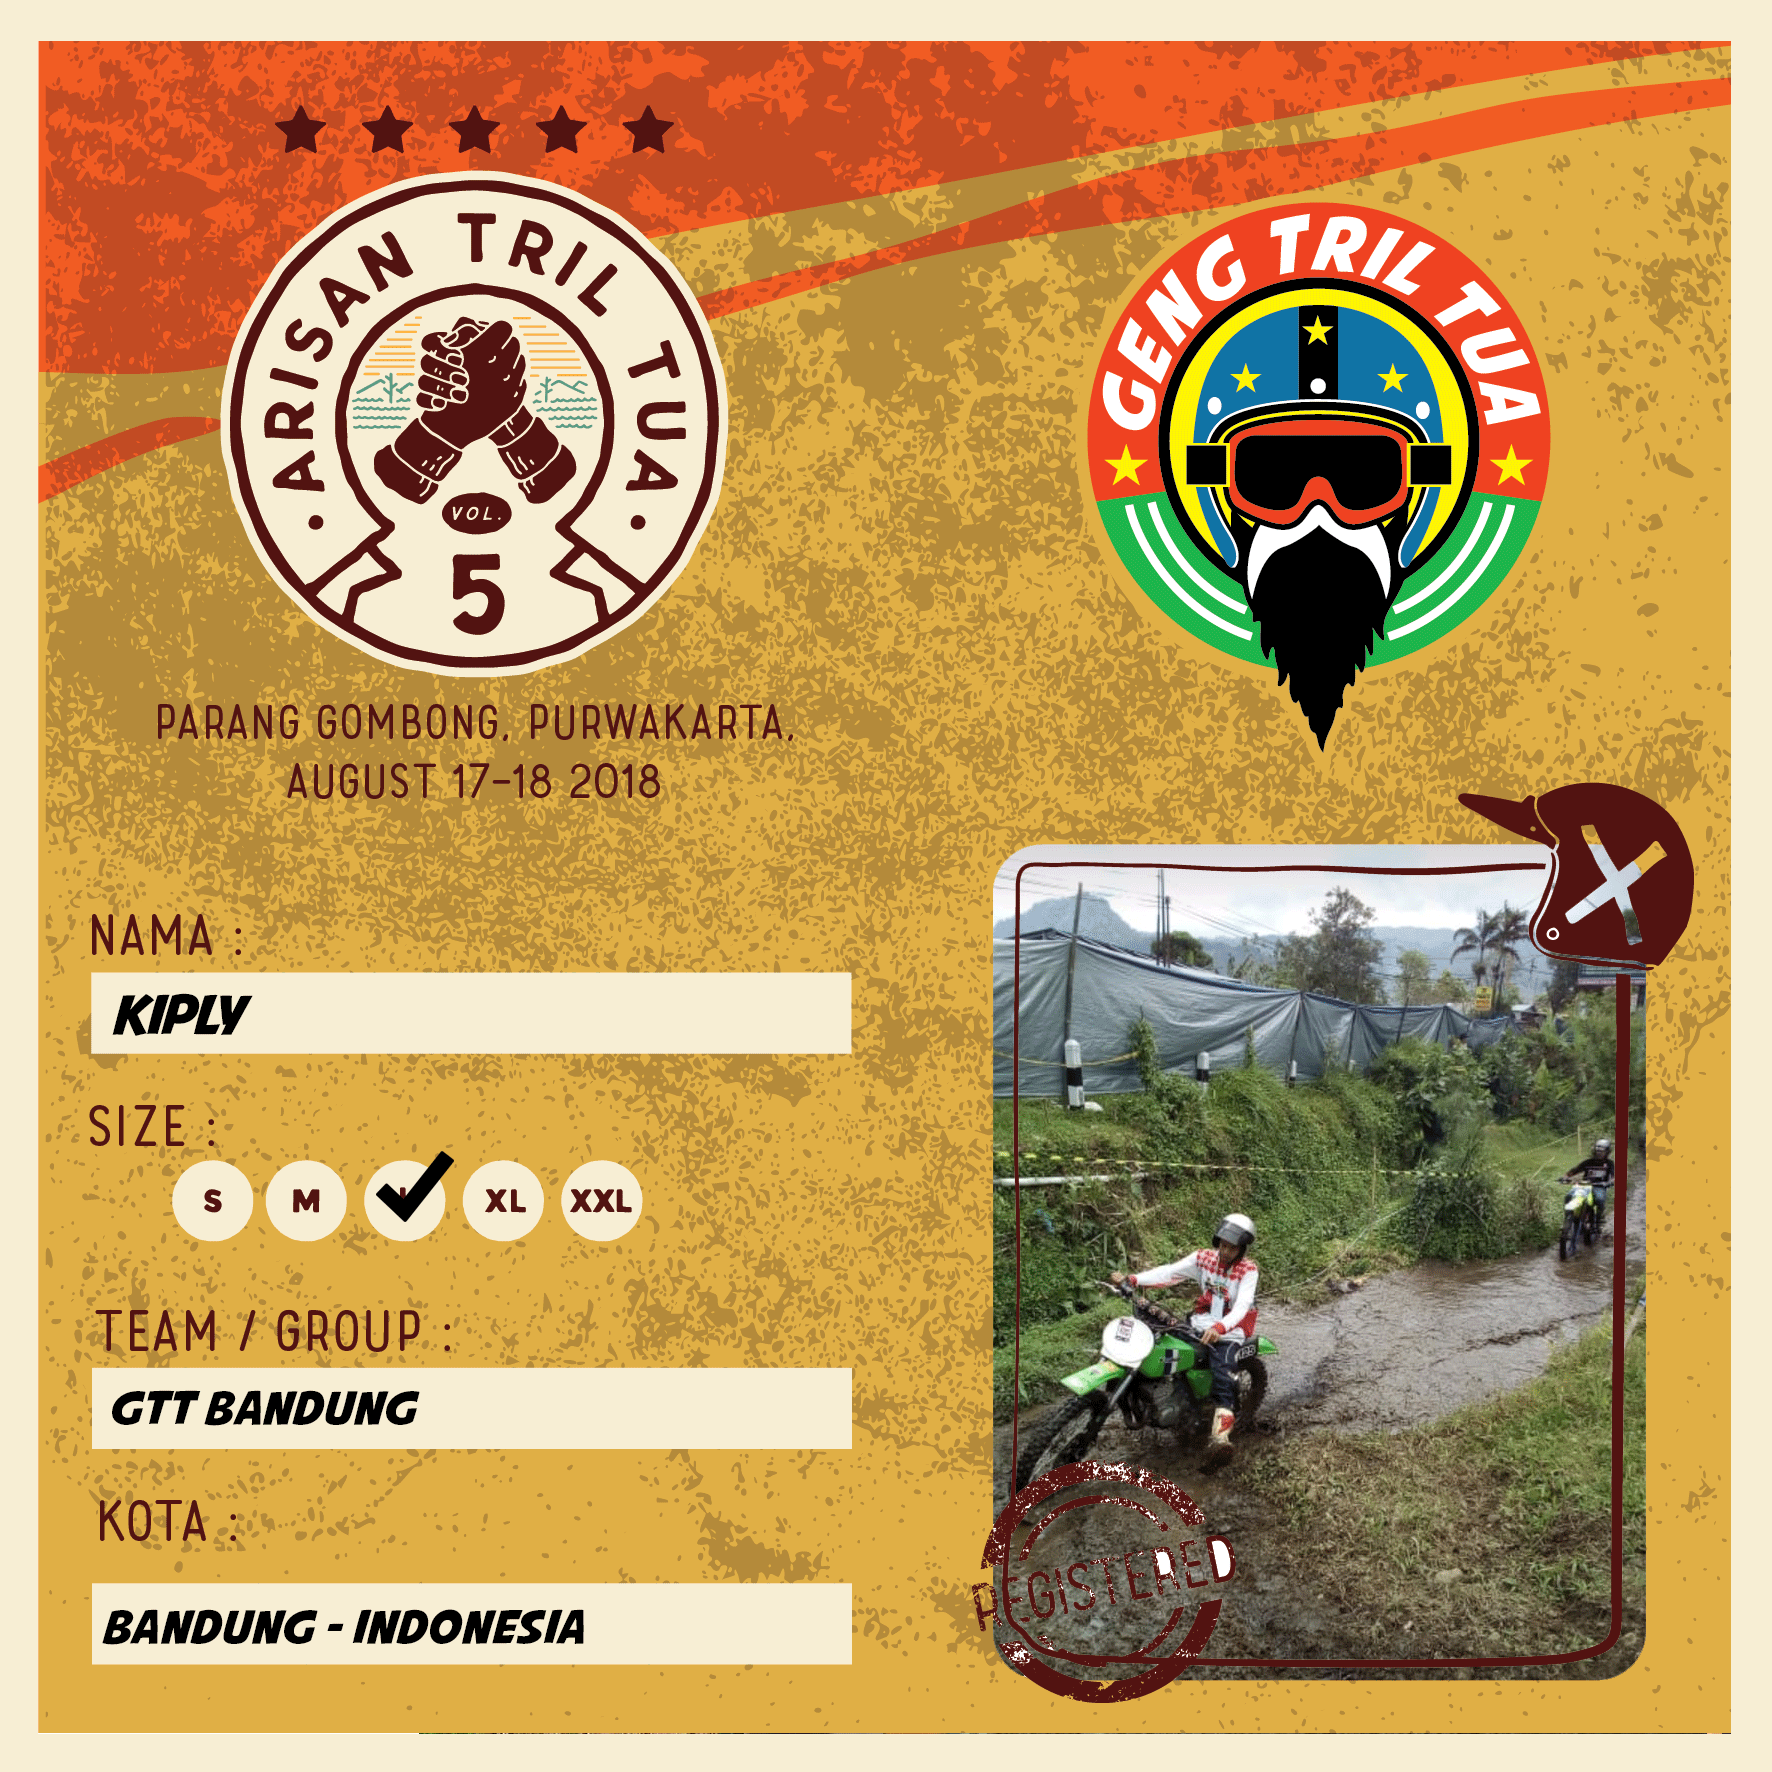 ARISAN TRIL TUA
VOL.
5
GENG TRIL TUA
PARANG GOMBONG, PURWAKARTA,
AUGUST 17-18 2018
NAMA :
KIPLY
SIZE :
S M L XL XXL
TEAM / GROUP :
GTT BANDUNG
KOTA :
BANDUNG - INDONESIA
REGISTERED